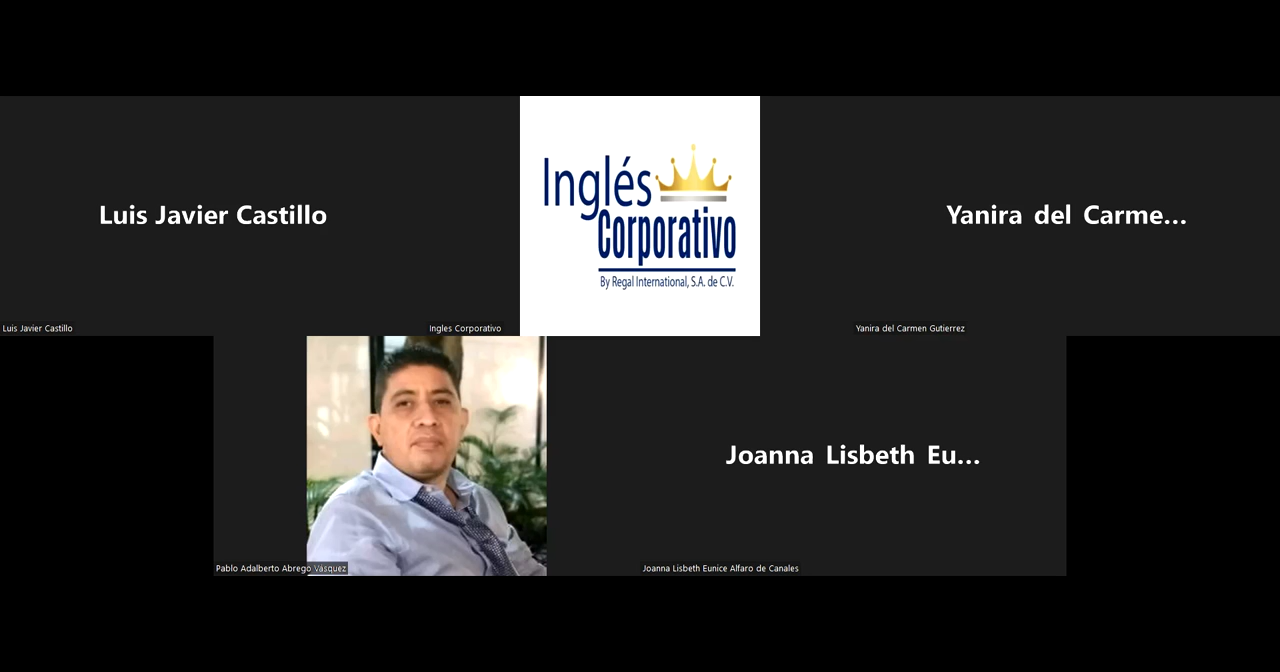 Luis Javier Castillo
Inglés
Corporativo
By Regal International, S.A. de C.V.
Yanira del Carme...
Luis Javier Castillo
Ingles Corporativo
Yanira del Carmen Gutierrez
Joanna Lisbeth Eu...
Pablo Adalberto Abrego Vásquez
Joanna Lisbeth Eunice Alfaro de Canales